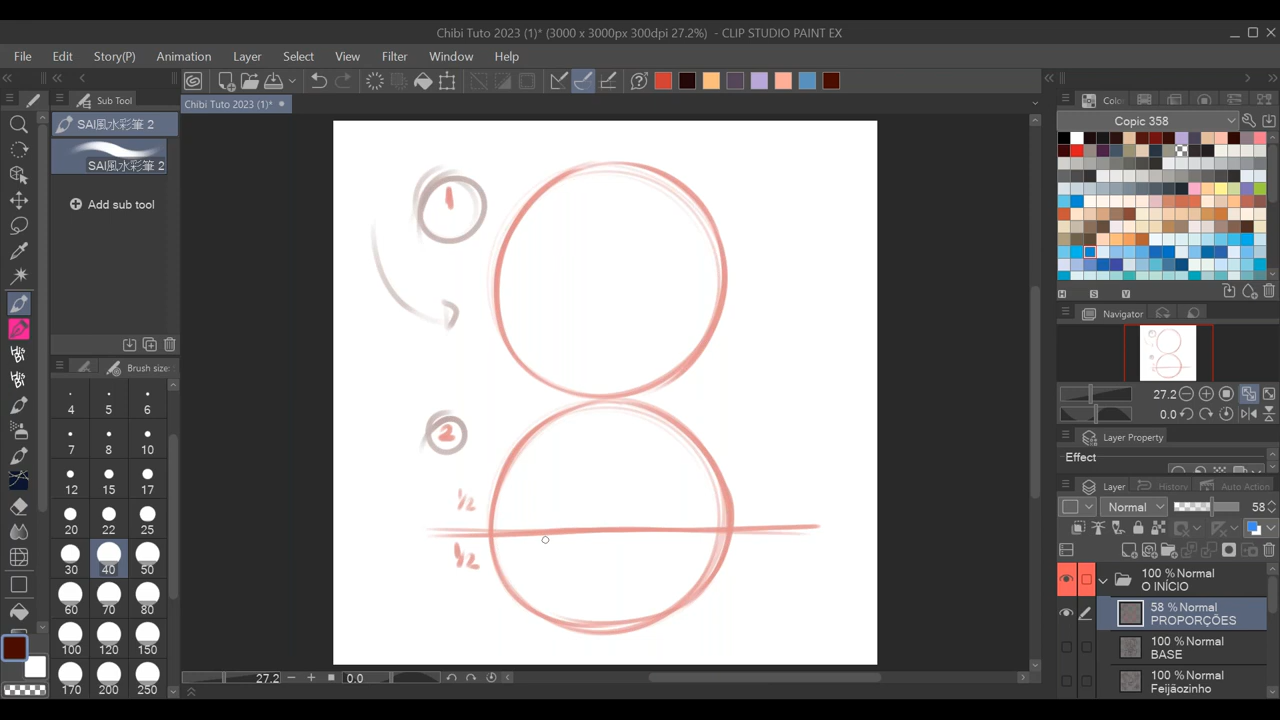 Chibi Tuto 2023 (1)* (3000 x 3000px 300dpi 27.2%) - CLIP STUDIO PAINT EX
File Edit Story(P) Animation Layer Select View Filter Window Help
Sub Tool
Chibi Tuto 2023 (1)*
SAI風水彩筆 2
SAI風水彩筆 2
Add sub tool
Brush size:
4 5 6
7 8 10
12 15 17
20 22 25
30 40 50
60 70 80
100 120 150
170 200 250
1
2
1/2
1/2
27.2
0.0
Colo
Copic 358
H S V
Navigator
27.2
0.0
Layer Property
Effect
Layer History Auto Action
Normal 58
100 % Normal
O INÍCIO
58 % Normal
PROPORÇÕES
100 % Normal
BASE
100 % Normal
Feijãozinho